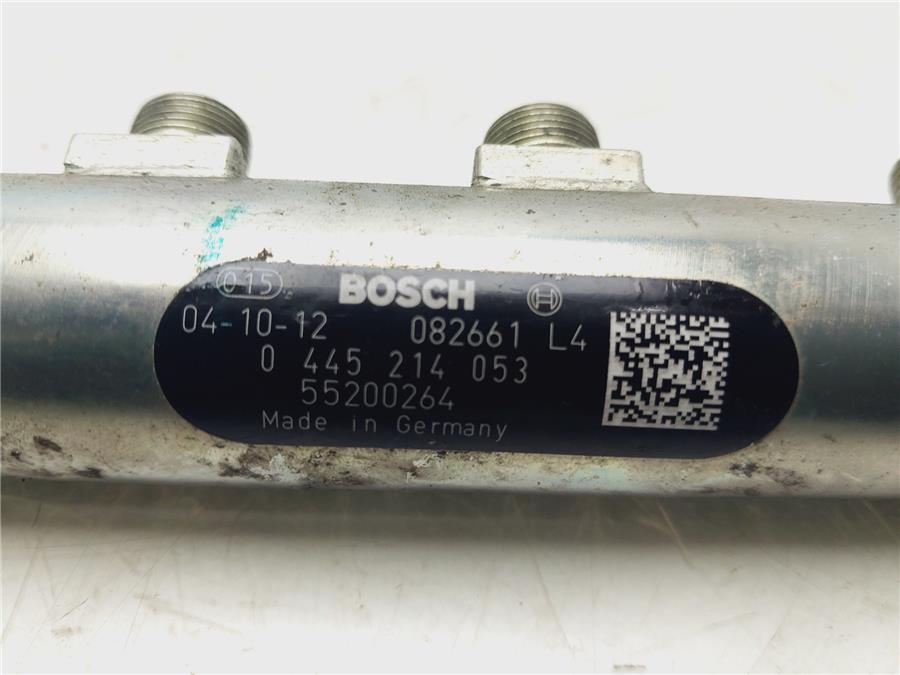 015 BOSCH
04-10-12 082661 L4
0 445 214 053
55200264
Made in Germany